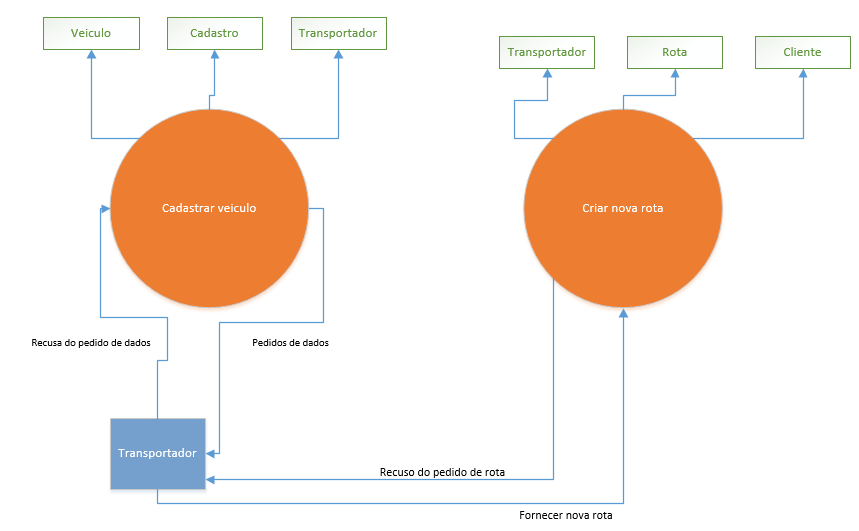 Veiculo
Cadastro
Transportador
Transportador
Rota
Cliente
Cadastrar veiculo
Criar nova rota
Recusa do pedido de dados
Pedidos de dados
Transportador
Recuso do pedido de rota
Fornecer nova rota